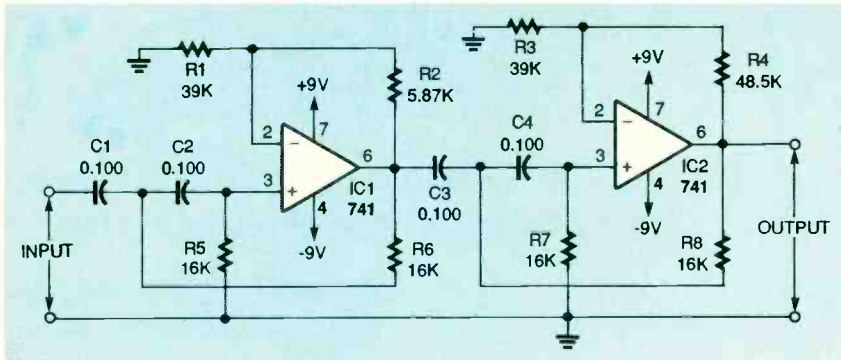 R1
39K
R2
5.87K
+9V
7
2
−
6
3
+
IC1
741
4
-9V
C1
0.100
C2
0.100
INPUT
R5
16K
R6
16K
C3
0.100
R3
39K
R4
48.5K
+9V
7
2
−
6
3
+
IC2
741
4
-9V
C4
0.100
R7
16K
R8
16K
OUTPUT